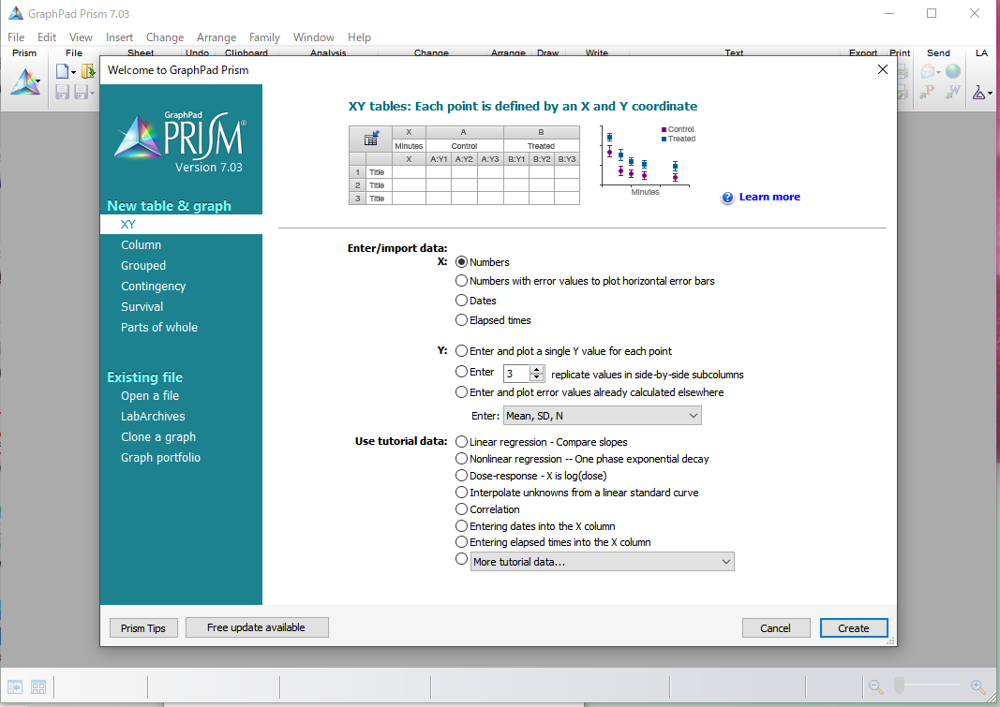 GraphPad Prism 7.03
File Edit View Insert Change Arrange Family Window Help
Prism File Sheet Undo Clipboard Analysis Change Arrange Draw Write Text Export Print Send LA
Welcome to GraphPad Prism
GraphPad
PRISM®
Version 7.03
New table & graph
XY
Column
Grouped
Contingency
Survival
Parts of whole
Existing file
Open a file
LabArchives
Clone a graph
Graph portfolio
XY tables: Each point is defined by an X and Y coordinate
X A B
Minutes Control Treated
X A:Y1 A:Y2 A:Y3 B:Y1 B:Y2 B:Y3
1 Title
2 Title
3 Title
Control
Treated
Minutes
? Learn more
Enter/import data:
X: Numbers
Numbers with error values to plot horizontal error bars
Dates
Elapsed times
Y: Enter and plot a single Y value for each point
Enter 3 replicate values in side-by-side subcolumns
Enter and plot error values already calculated elsewhere
Enter: Mean, SD, N
Use tutorial data: Linear regression - Compare slopes
Nonlinear regression -- One phase exponential decay
Dose-response - X is log(dose)
Interpolate unknowns from a linear standard curve
Correlation
Entering dates into the X column
Entering elapsed times into the X column
More tutorial data...
Prism Tips Free update available Cancel Create